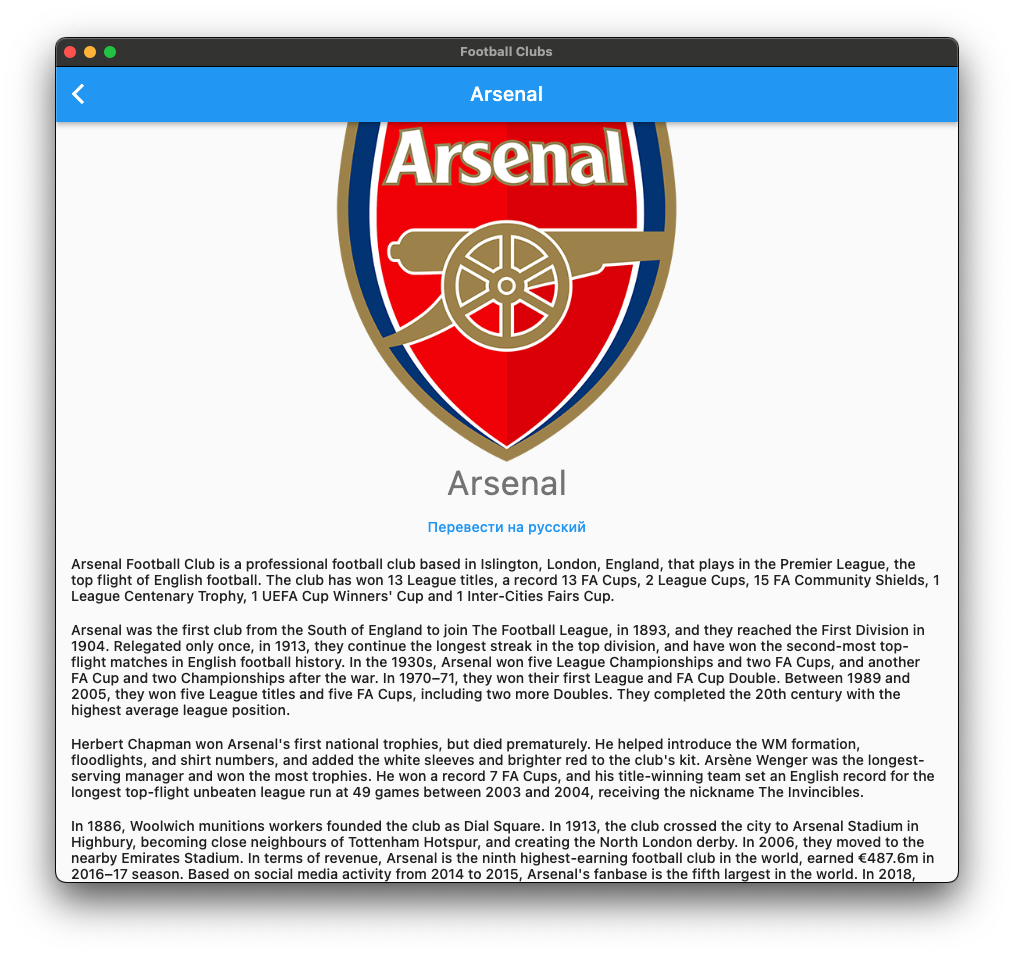 Football Clubs
Arsenal
Arsenal
Arsenal
Перевести на русский
Arsenal Football Club is a professional football club based in Islington, London, England, that plays in the Premier League, the
top flight of English football. The club has won 13 League titles, a record 13 FA Cups, 2 League Cups, 15 FA Community Shields, 1
League Centenary Trophy, 1 UEFA Cup Winners' Cup and 1 Inter-Cities Fairs Cup.
Arsenal was the first club from the South of England to join The Football League, in 1893, and they reached the First Division in
1904. Relegated only once, in 1913, they continue the longest streak in the top division, and have won the second-most top-
flight matches in English football history. In the 1930s, Arsenal won five League Championships and two FA Cups, and another
FA Cup and two Championships after the war. In 1970–71, they won their first League and FA Cup Double. Between 1989 and
2005, they won five League titles and five FA Cups, including two more Doubles. They completed the 20th century with the
highest average league position.
Herbert Chapman won Arsenal's first national trophies, but died prematurely. He helped introduce the WM formation,
floodlights, and shirt numbers, and added the white sleeves and brighter red to the club's kit. Arsène Wenger was the longest-
serving manager and won the most trophies. He won a record 7 FA Cups, and his title-winning team set an English record for the
longest top-flight unbeaten league run at 49 games between 2003 and 2004, receiving the nickname The Invincibles.
In 1886, Woolwich munitions workers founded the club as Dial Square. In 1913, the club crossed the city to Arsenal Stadium in
Highbury, becoming close neighbours of Tottenham Hotspur, and creating the North London derby. In 2006, they moved to the
nearby Emirates Stadium. In terms of revenue, Arsenal is the ninth highest-earning football club in the world, earned €487.6m in
2016–17 season. Based on social media activity from 2014 to 2015, Arsenal's fanbase is the fifth largest in the world. In 2018,